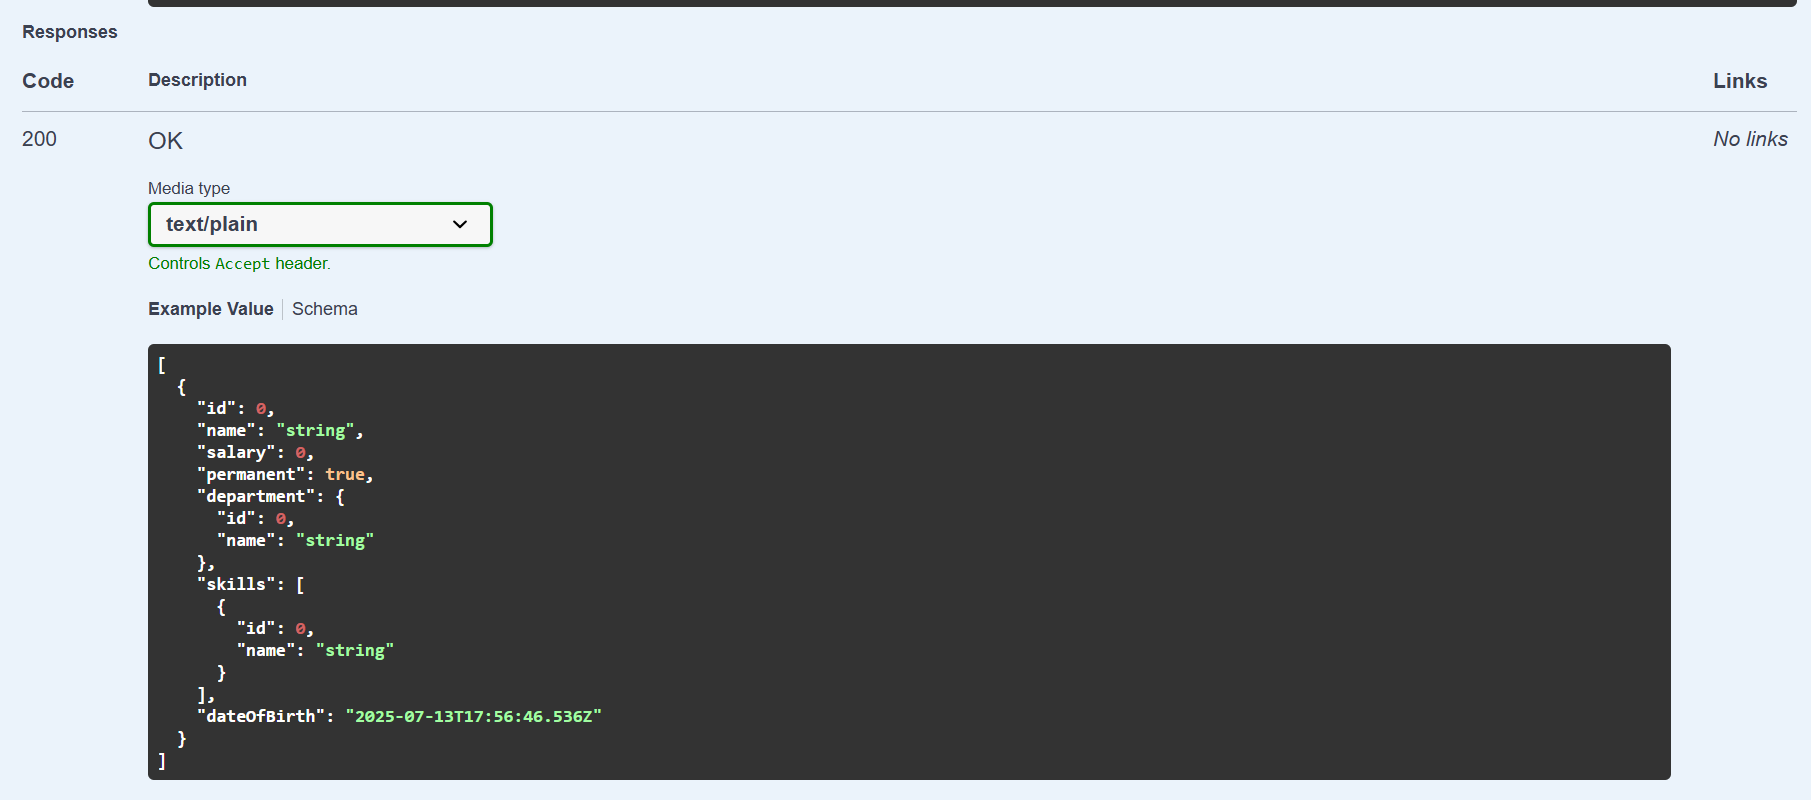 Responses
Code Description Links
200 OK No links
Media type
text/plain
Controls Accept header.
Example Value Schema
[
  {
    "id": 0,
    "name": "string",
    "salary": 0,
    "permanent": true,
    "department": {
      "id": 0,
      "name": "string"
    },
    "skills": [
      {
        "id": 0,
        "name": "string"
      }
    ],
    "dateOfBirth": "2025-07-13T17:56:46.536Z"
  }
]